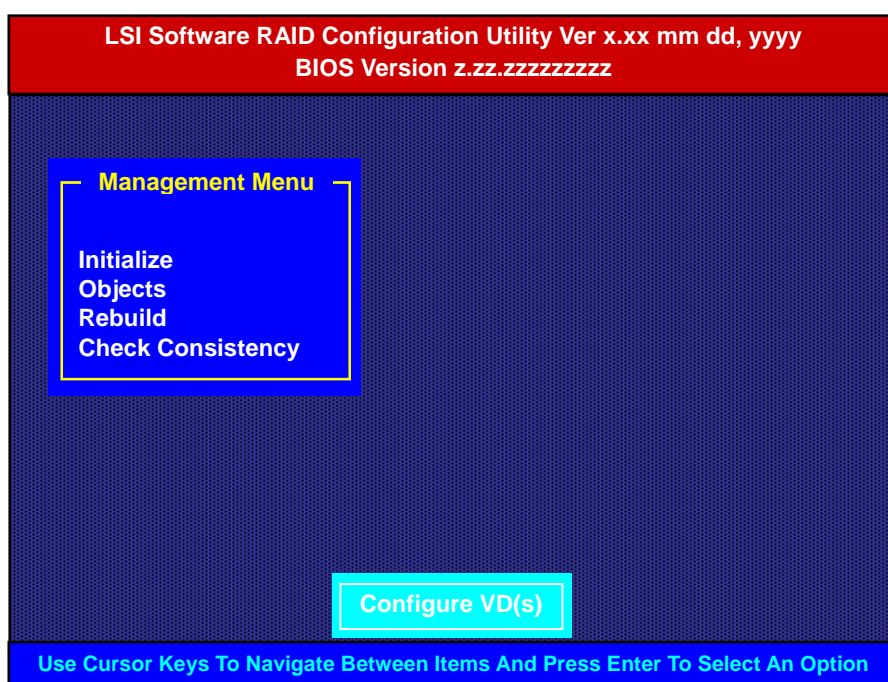 LSI Software RAID Configuration Utility Ver x.xx mm dd, yyyy
BIOS Version z.zz.zzzzzzzzz
Management Menu
Initialize
Objects
Rebuild
Check Consistency
Configure VD(s)
Use Cursor Keys To Navigate Between Items And Press Enter To Select An Option